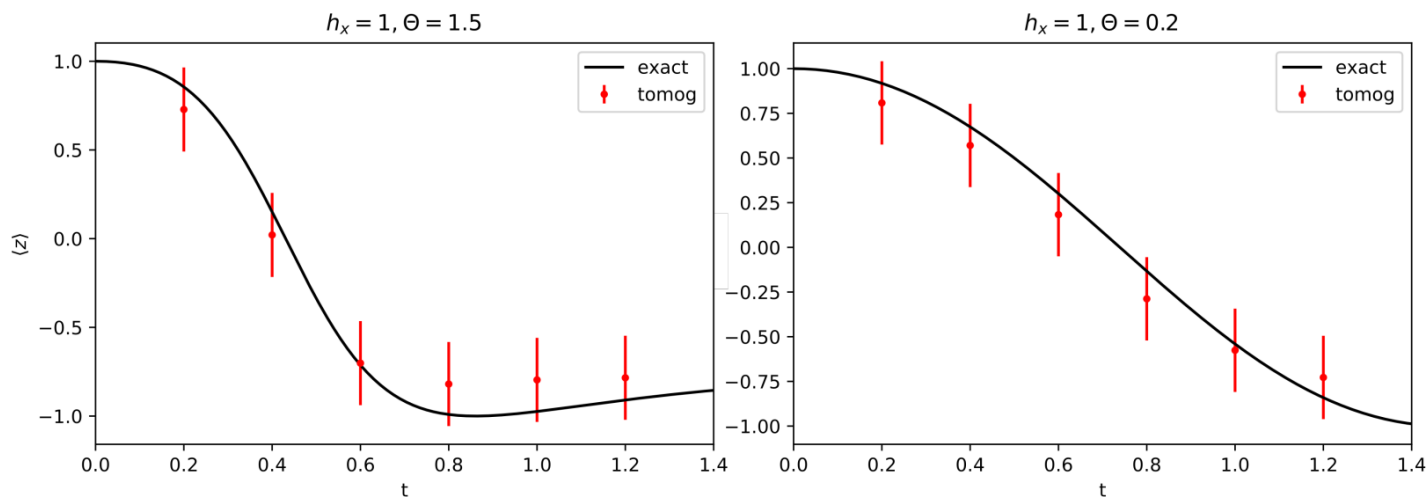 h_x = 1, Θ = 1.5
exact
tomog
1.0
0.5
0.0
−0.5
−1.0
⟨z⟩
0.0 0.2 0.4 0.6 0.8 1.0 1.2 1.4
t
h_x = 1, Θ = 0.2
exact
tomog
1.00
0.75
0.50
0.25
0.00
−0.25
−0.50
−0.75
−1.00
0.0 0.2 0.4 0.6 0.8 1.0 1.2 1.4
t